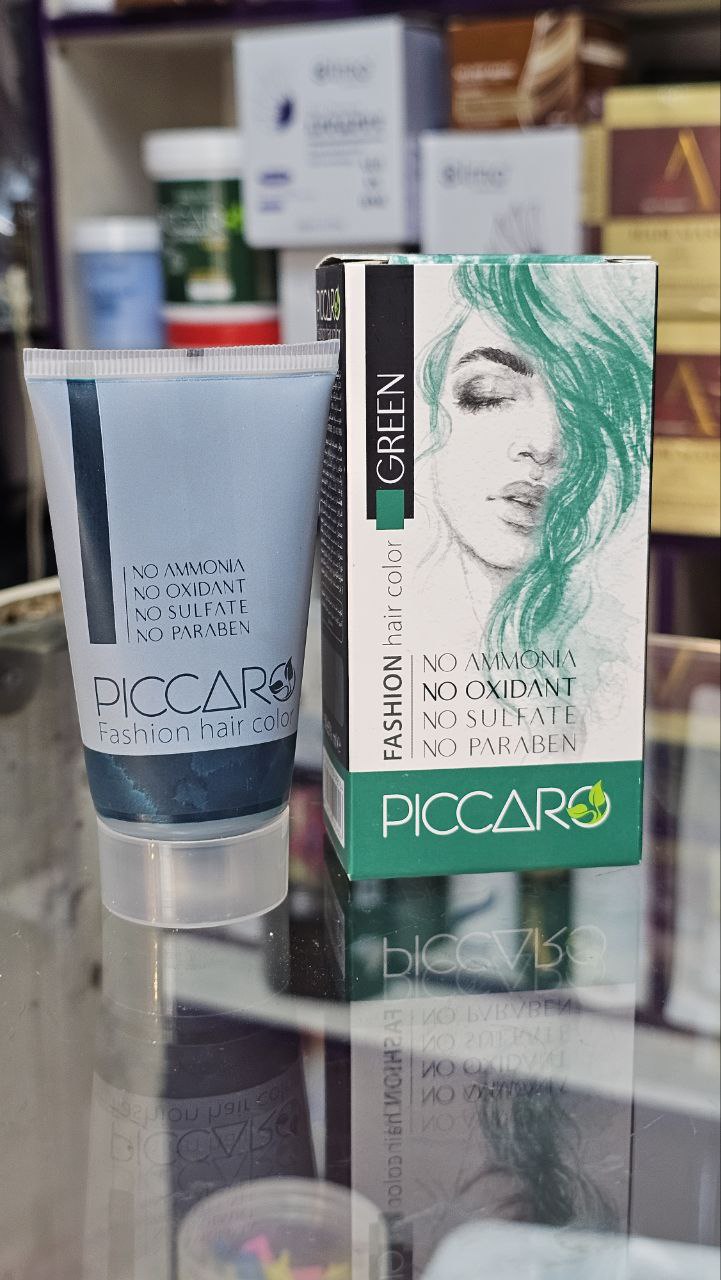 NO AMMONIA
NO OXIDANT
NO SULFATE
NO PARABEN
PICCARO
Fashion hair color
PICCARO
GREEN
FASHION hair color
NO AMMONIA
NO OXIDANT
NO SULFATE
NO PARABEN
PICCARO